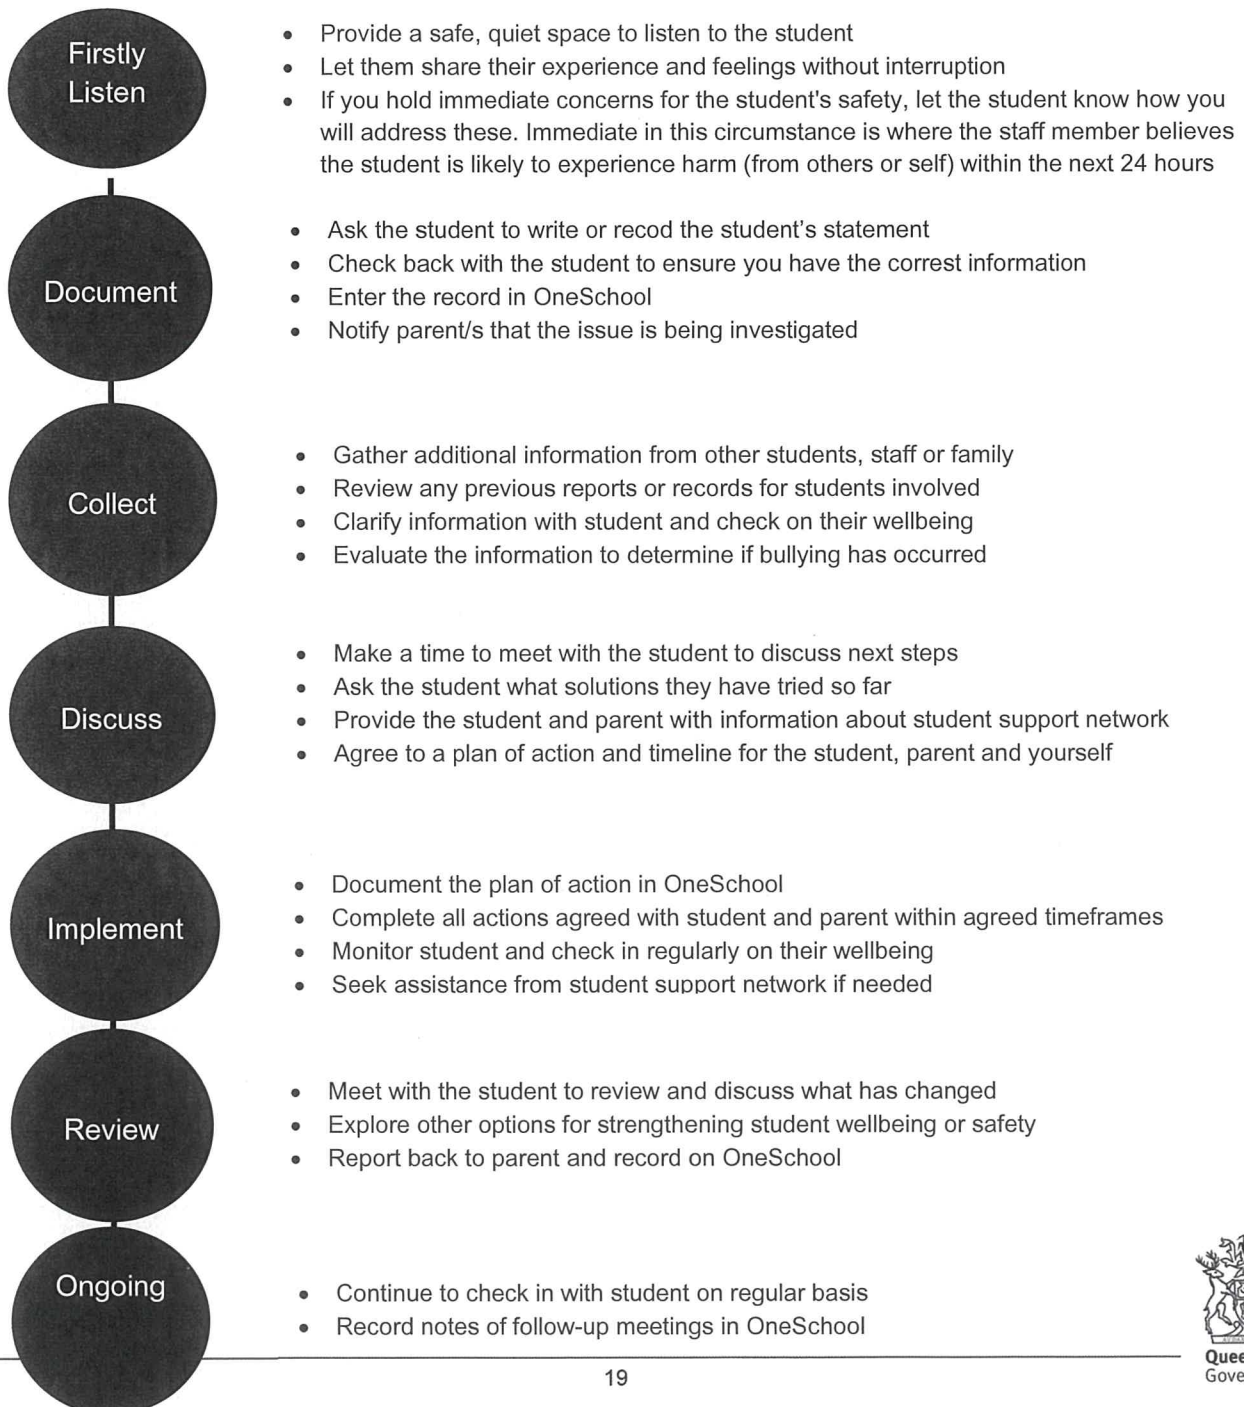 Firstly
Listen
• Provide a safe, quiet space to listen to the student
• Let them share their experience and feelings without interruption
• If you hold immediate concerns for the student's safety, let the student know how you
will address these. Immediate in this circumstance is where the staff member believes
the student is likely to experience harm (from others or self) within the next 24 hours
Document
• Ask the student to write or recod the student's statement
• Check back with the student to ensure you have the correst information
• Enter the record in OneSchool
• Notify parent/s that the issue is being investigated
Collect
• Gather additional information from other students, staff or family
• Review any previous reports or records for students involved
• Clarify information with student and check on their wellbeing
• Evaluate the information to determine if bullying has occurred
Discuss
• Make a time to meet with the student to discuss next steps
• Ask the student what solutions they have tried so far
• Provide the student and parent with information about student support network
• Agree to a plan of action and timeline for the student, parent and yourself
Implement
• Document the plan of action in OneSchool
• Complete all actions agreed with student and parent within agreed timeframes
• Monitor student and check in regularly on their wellbeing
• Seek assistance from student support network if needed
Review
• Meet with the student to review and discuss what has changed
• Explore other options for strengthening student wellbeing or safety
• Report back to parent and record on OneSchool
Ongoing
• Continue to check in with student on regular basis
• Record notes of follow-up meetings in OneSchool
19